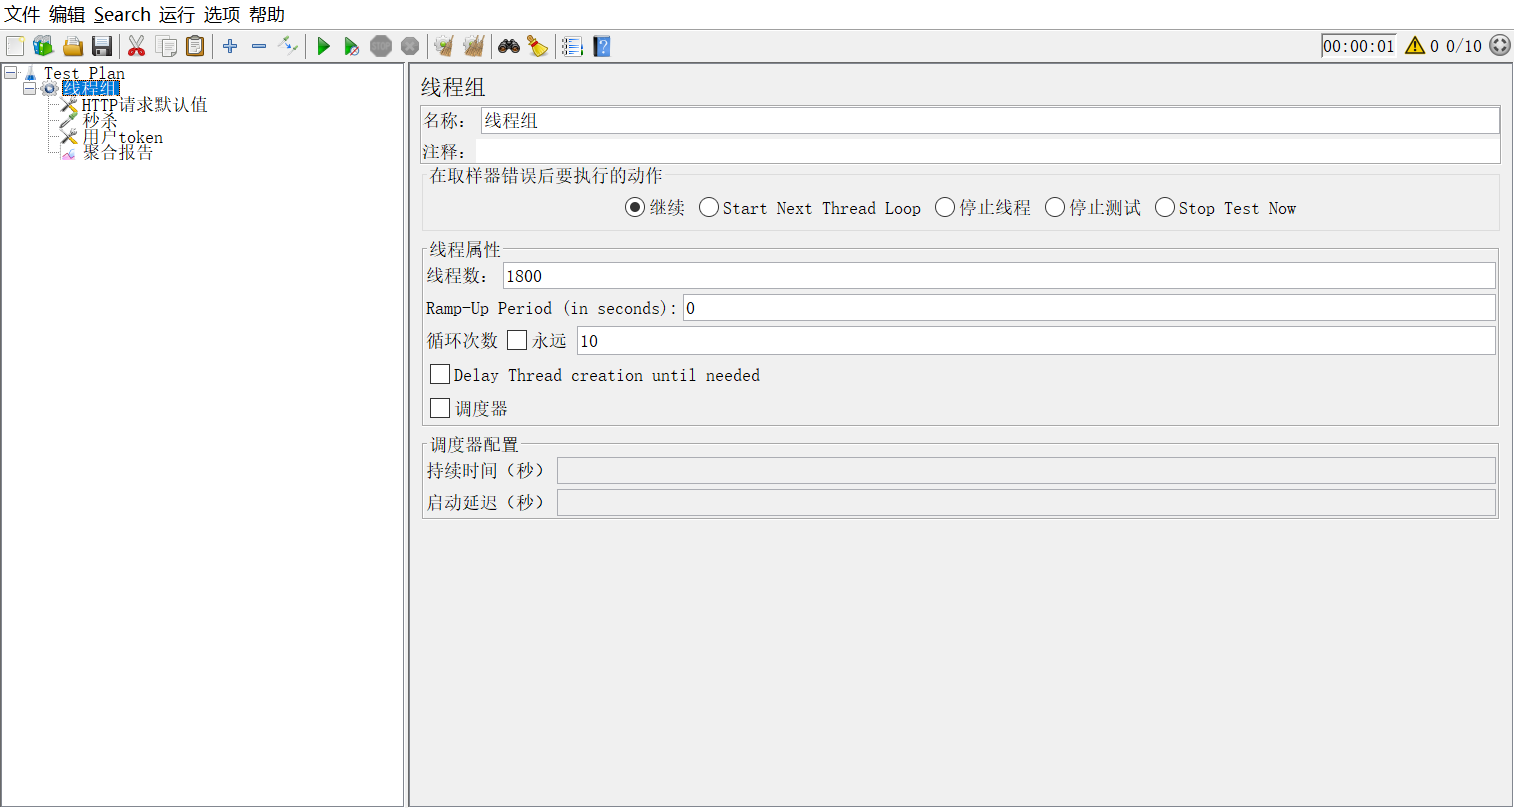 文件 编辑 Search 运行 选项 帮助
STOP 00:00:01 0 0/10
Test Plan
线程组
HTTP请求默认值
秒杀
用户token
聚合报告
线程组
名称： 线程组
注释：
在取样器错误后要执行的动作
继续 Start Next Thread Loop 停止线程 停止测试 Stop Test Now
线程属性
线程数： 1800
Ramp-Up Period (in seconds): 0
循环次数 永远 10
Delay Thread creation until needed
调度器
调度器配置
持续时间（秒）
启动延迟（秒）